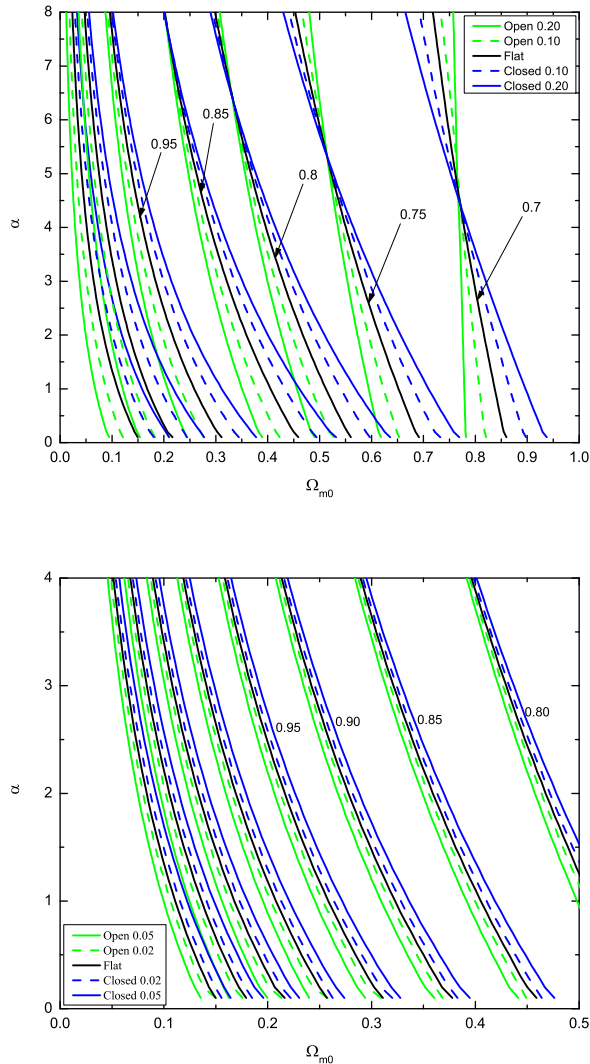 8
7
6
5
4
3
2
1
0
α
0.95
0.85
0.8
0.75
0.7
Open 0.20
Open 0.10
Flat
Closed 0.10
Closed 0.20
0.0 0.1 0.2 0.3 0.4 0.5 0.6 0.7 0.8 0.9 1.0
Ωm0
4
3
2
1
0
α
0.95
0.90
0.85
0.80
Open 0.05
Open 0.02
Flat
Closed 0.02
Closed 0.05
0.0 0.1 0.2 0.3 0.4 0.5
Ωm0